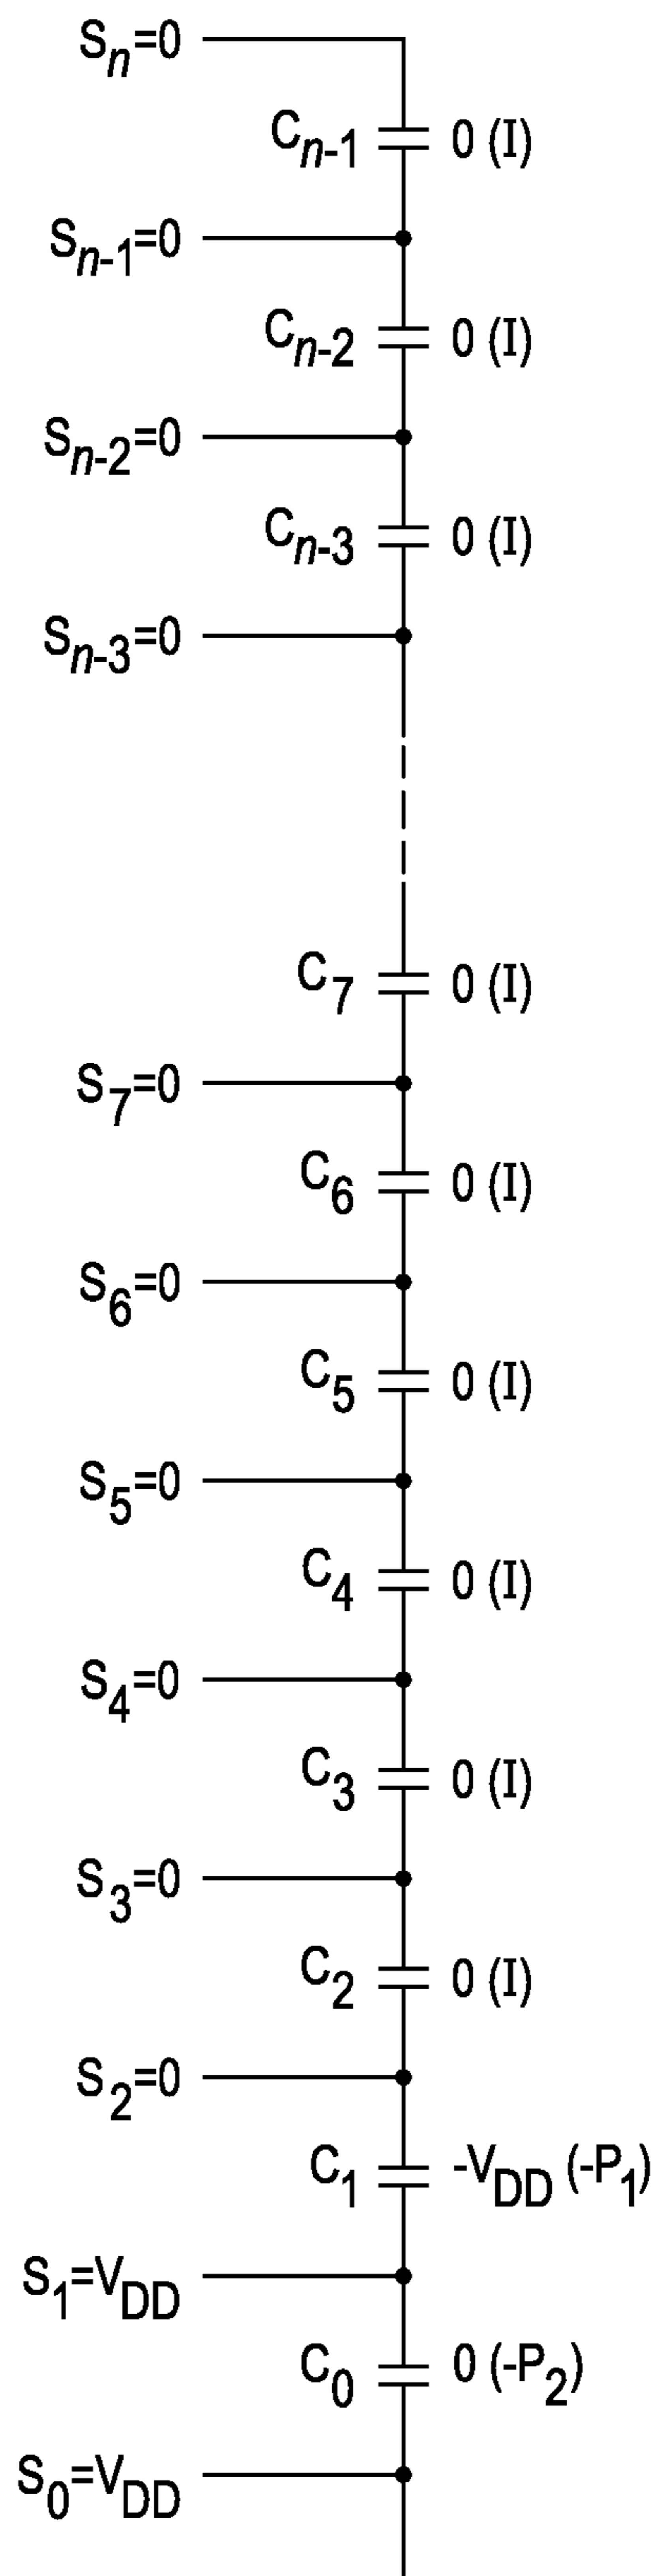 Sn=0
Cn-1 0 (I)
Sn-1=0
Cn-2 0 (I)
Sn-2=0
Cn-3 0 (I)
Sn-3=0
C7 0 (I)
S7=0
C6 0 (I)
S6=0
C5 0 (I)
S5=0
C4 0 (I)
S4=0
C3 0 (I)
S3=0
C2 0 (I)
S2=0
C1 -VDD (-P1)
S1=VDD
C0 0 (-P2)
S0=VDD